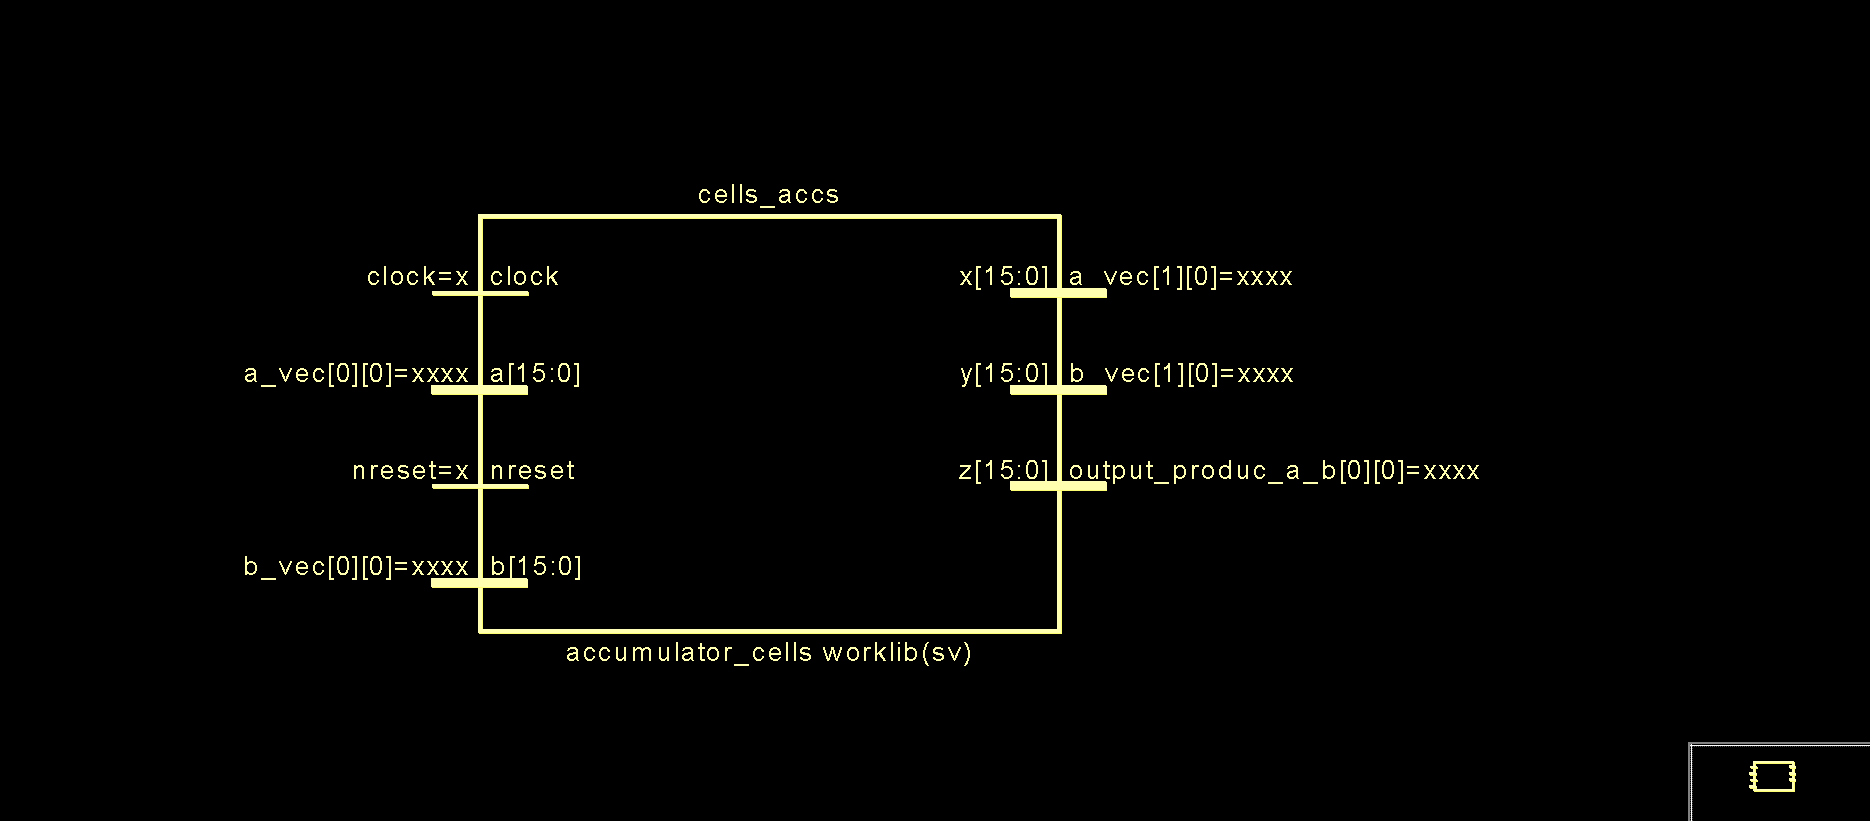 cells_accs
clock=x clock x[15:0] a_vec[1][0]=xxxx
a_vec[0][0]=xxxx a[15:0] y[15:0] b_vec[1][0]=xxxx
nreset=x nreset z[15:0] output_produc_a_b[0][0]=xxxx
b_vec[0][0]=xxxx b[15:0]
accumulator_cells worklib(sv)